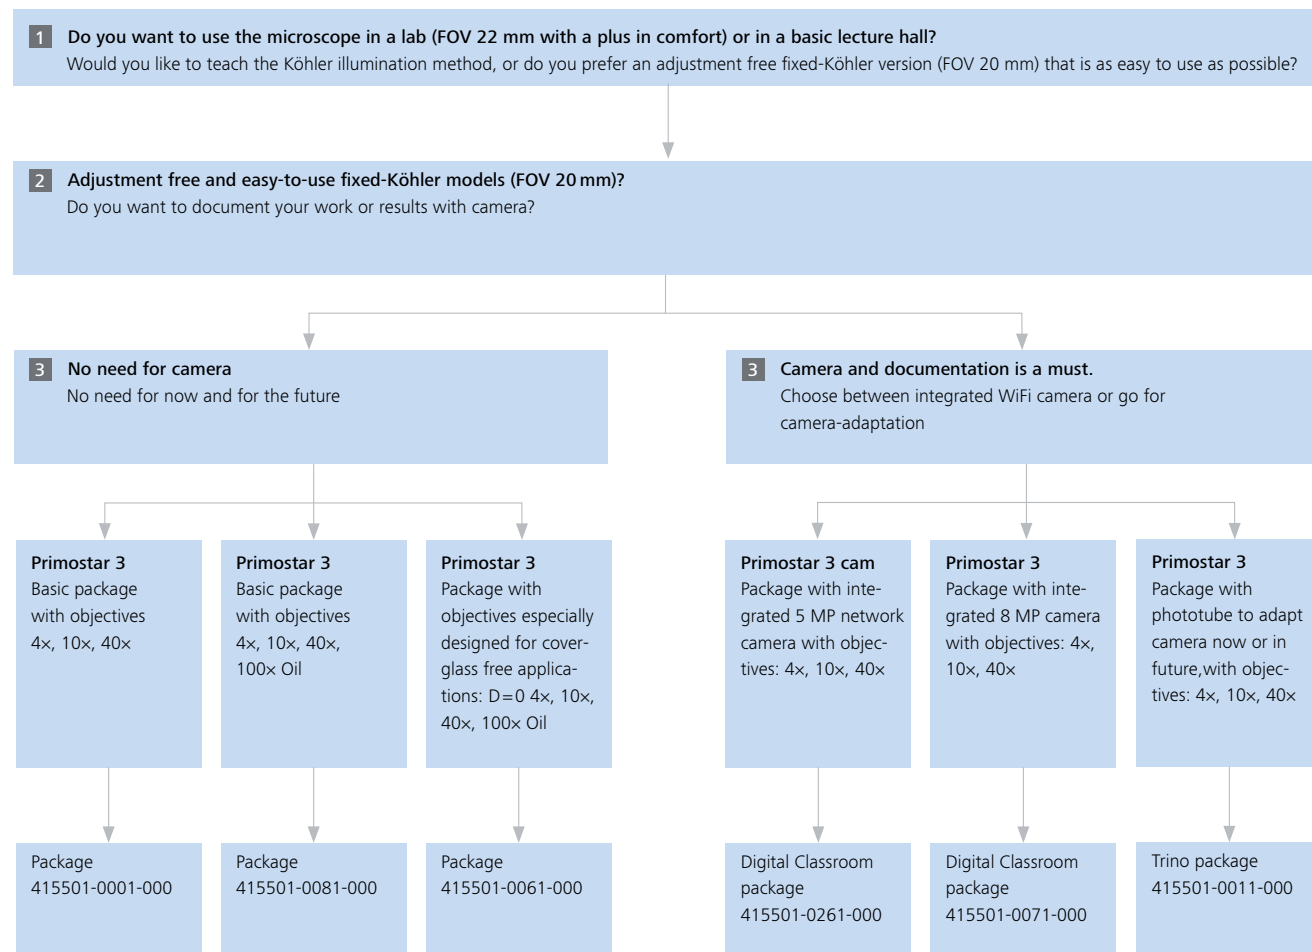 1 Do you want to use the microscope in a lab (FOV 22 mm with a plus in comfort) or in a basic lecture hall?
Would you like to teach the Köhler illumination method, or do you prefer an adjustment free fixed-Köhler version (FOV 20 mm) that is as easy to use as possible?
2 Adjustment free and easy-to-use fixed-Köhler models (FOV 20 mm)?
Do you want to document your work or results with camera?
3 No need for camera
No need for now and for the future
3 Camera and documentation is a must.
Choose between integrated WiFi camera or go for
camera-adaptation
Primostar 3
Basic package
with objectives
4×, 10×, 40×
Primostar 3
Basic package
with objectives
4×, 10×, 40×,
100× Oil
Primostar 3
Package with
objectives especially
designed for cover-
glass free applica-
tions: D=0 4×, 10×,
40×, 100× Oil
Primostar 3 cam
Package with inte-
grated 5 MP network
camera with objec-
tives: 4×, 10×, 40×
Primostar 3
Package with inte-
grated 8 MP camera
with objectives: 4×,
10×, 40×
Primostar 3
Package with
phototube to adapt
camera now or in
future,with objec-
tives: 4×, 10×, 40×
Package
415501-0001-000
Package
415501-0081-000
Package
415501-0061-000
Digital Classroom
package
415501-0261-000
Digital Classroom
package
415501-0071-000
Trino package
415501-0011-000